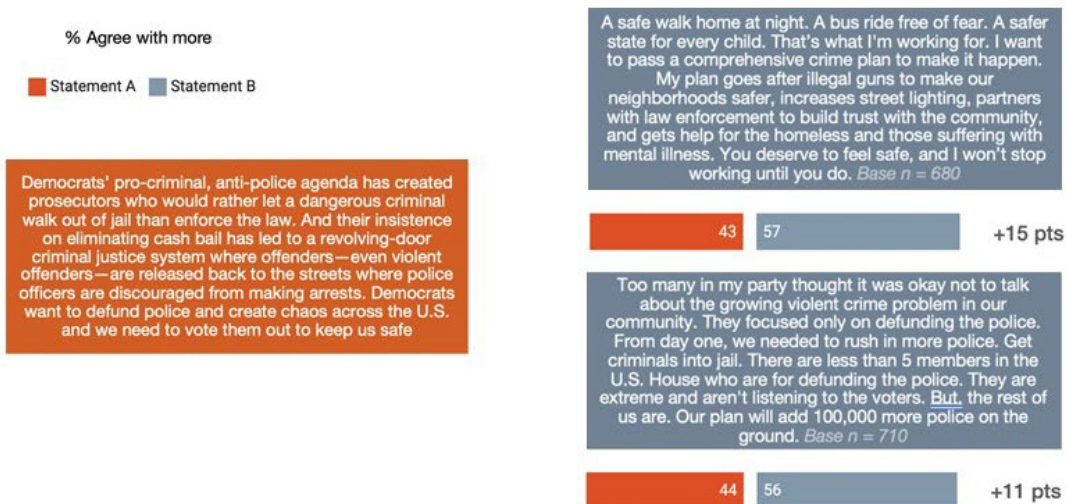 % Agree with more
Statement A
Statement B
Democrats' pro-criminal, anti-police agenda has created
prosecutors who would rather let a dangerous criminal
walk out of jail than enforce the law. And their insistence
on eliminating cash bail has led to a revolving-door
criminal justice system where offenders—even violent
offenders—are released back to the streets where police
officers are discouraged from making arrests. Democrats
want to defund police and create chaos across the U.S.
and we need to vote them out to keep us safe
A safe walk home at night. A bus ride free of fear. A safer
state for every child. That's what I'm working for. I want
to pass a comprehensive crime plan to make it happen.
My plan goes after illegal guns to make our
neighborhoods safer, increases street lighting, partners
with law enforcement to build trust with the community,
and gets help for the homeless and those suffering with
mental illness. You deserve to feel safe, and I won't stop
working until you do. Base n = 680
43 57 +15 pts
Too many in my party thought it was okay not to talk
about the growing violent crime problem in our
community. They focused only on defunding the police.
From day one, we needed to rush in more police. Get
criminals into jail. There are less than 5 members in the
U.S. House who are for defunding the police. They are
extreme and aren't listening to the voters. But, the rest of
us are. Our plan will add 100,000 more police on the
ground. Base n = 710
44 56 +11 pts